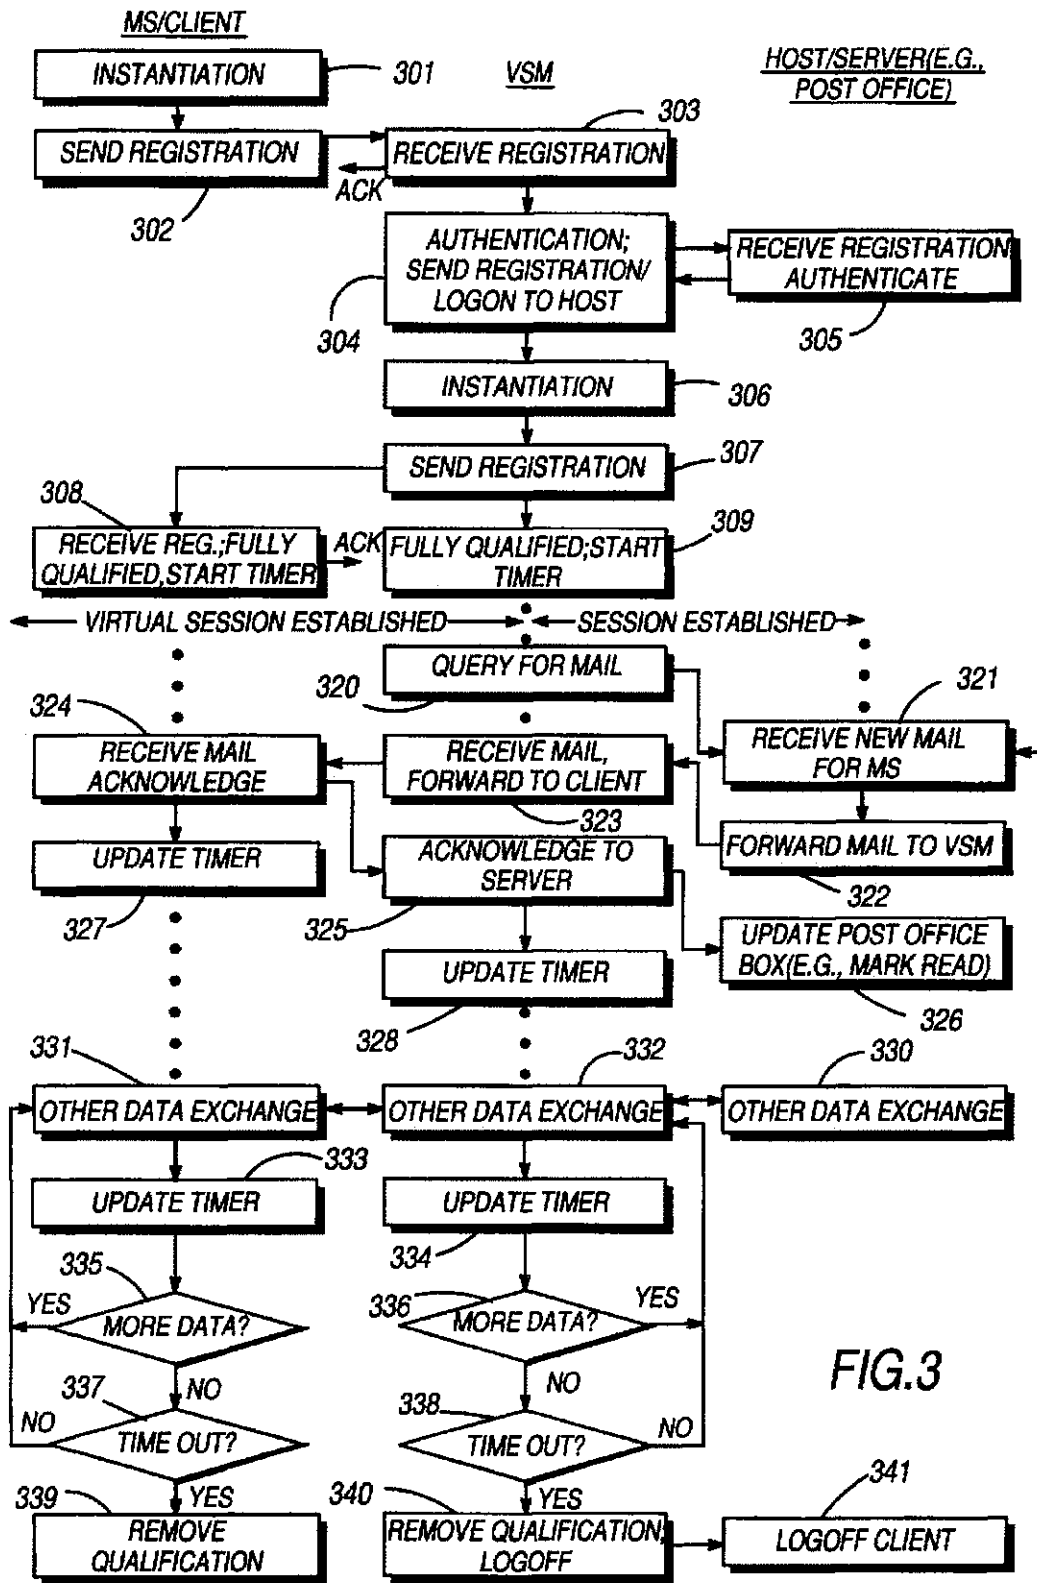 MS/CLIENT
VSM
HOST/SERVER(E.G.,
POST OFFICE)
INSTANTIATION
301
SEND REGISTRATION
302
303
RECEIVE REGISTRATION
ACK
AUTHENTICATION;
SEND REGISTRATION/
LOGON TO HOST
304
RECEIVE REGISTRATION
AUTHENTICATE
305
INSTANTIATION
306
SEND REGISTRATION
307
308
RECEIVE REG.;FULLY
QUALIFIED,START TIMER
ACK
309
FULLY QUALIFIED;START
TIMER
VIRTUAL SESSION ESTABLISHED
SESSION ESTABLISHED
QUERY FOR MAIL
320
321
RECEIVE NEW MAIL
FOR MS
324
RECEIVE MAIL
ACKNOWLEDGE
RECEIVE MAIL,
FORWARD TO CLIENT
323
FORWARD MAIL TO VSM
322
UPDATE TIMER
327
ACKNOWLEDGE TO
SERVER
325
UPDATE POST OFFICE
BOX(E.G., MARK READ)
326
UPDATE TIMER
328
331
OTHER DATA EXCHANGE
332
OTHER DATA EXCHANGE
330
OTHER DATA EXCHANGE
333
UPDATE TIMER
UPDATE TIMER
334
335
YES
MORE DATA?
NO
336
YES
MORE DATA?
NO
FIG.3
337
NO
TIME OUT?
YES
338
NO
TIME OUT?
YES
339
REMOVE
QUALIFICATION
340
REMOVE QUALIFICATION,
LOGOFF
341
LOGOFF CLIENT